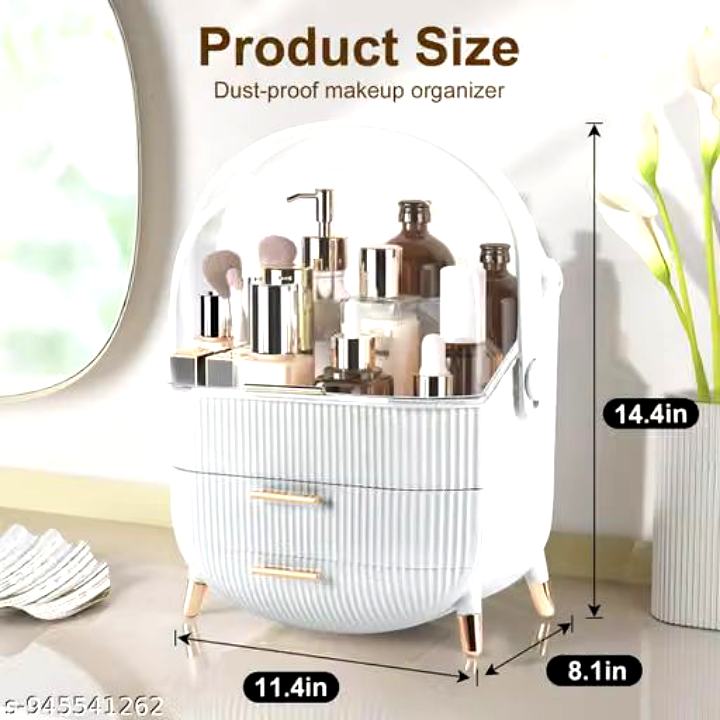 Product Size
Dust-proof makeup organizer
14.4in
8.1in
11.4in
s-945541262